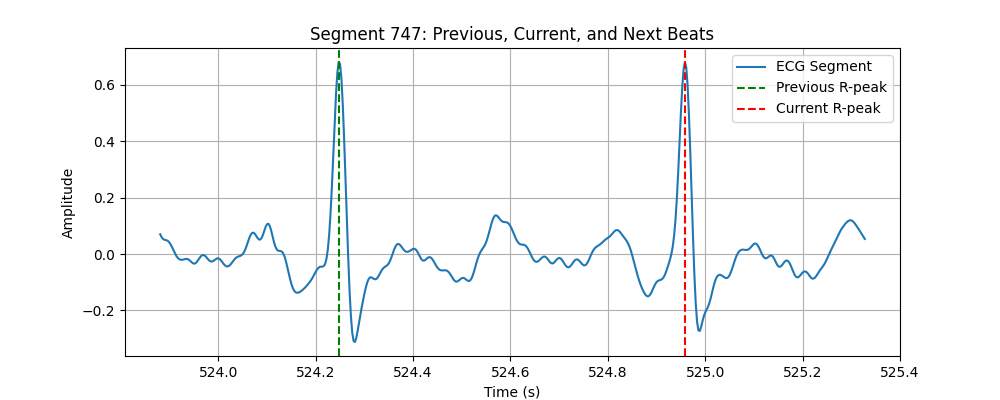 Segment 747: Previous, Current, and Next Beats
ECG Segment
Previous R-peak
Current R-peak
Amplitude
0.6
0.4
0.2
0.0
−0.2
524.0 524.2 524.4 524.6 524.8 525.0 525.2 525.4
Time (s)